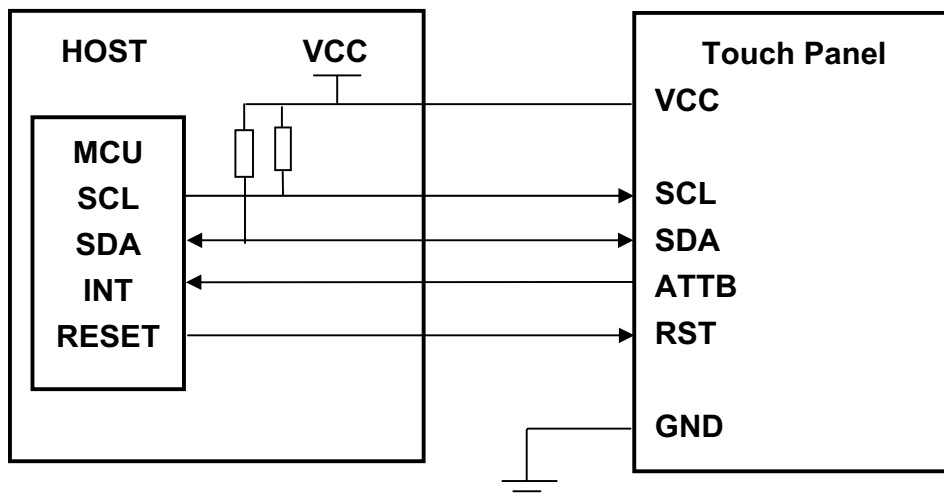 HOST
VCC
MCU
SCL
SDA
INT
RESET
Touch Panel
VCC
SCL
SDA
ATTB
RST
GND